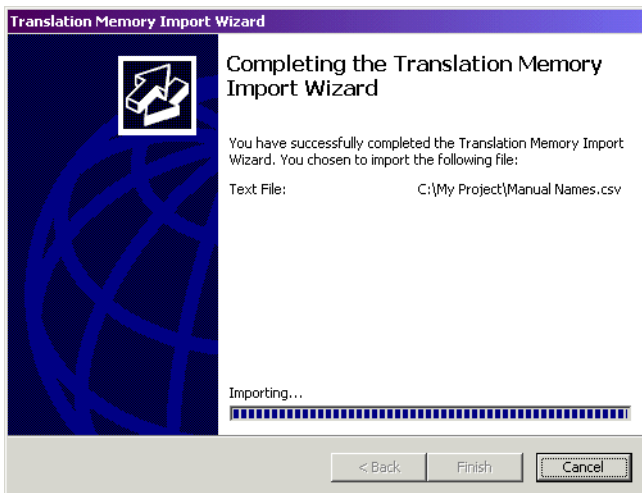 Translation Memory Import Wizard
Completing the Translation Memory
Import Wizard
You have successfully completed the Translation Memory Import
Wizard. You chosen to import the following file:
Text File: C:\My Project\Manual Names.csv
Importing...
< Back Finish Cancel